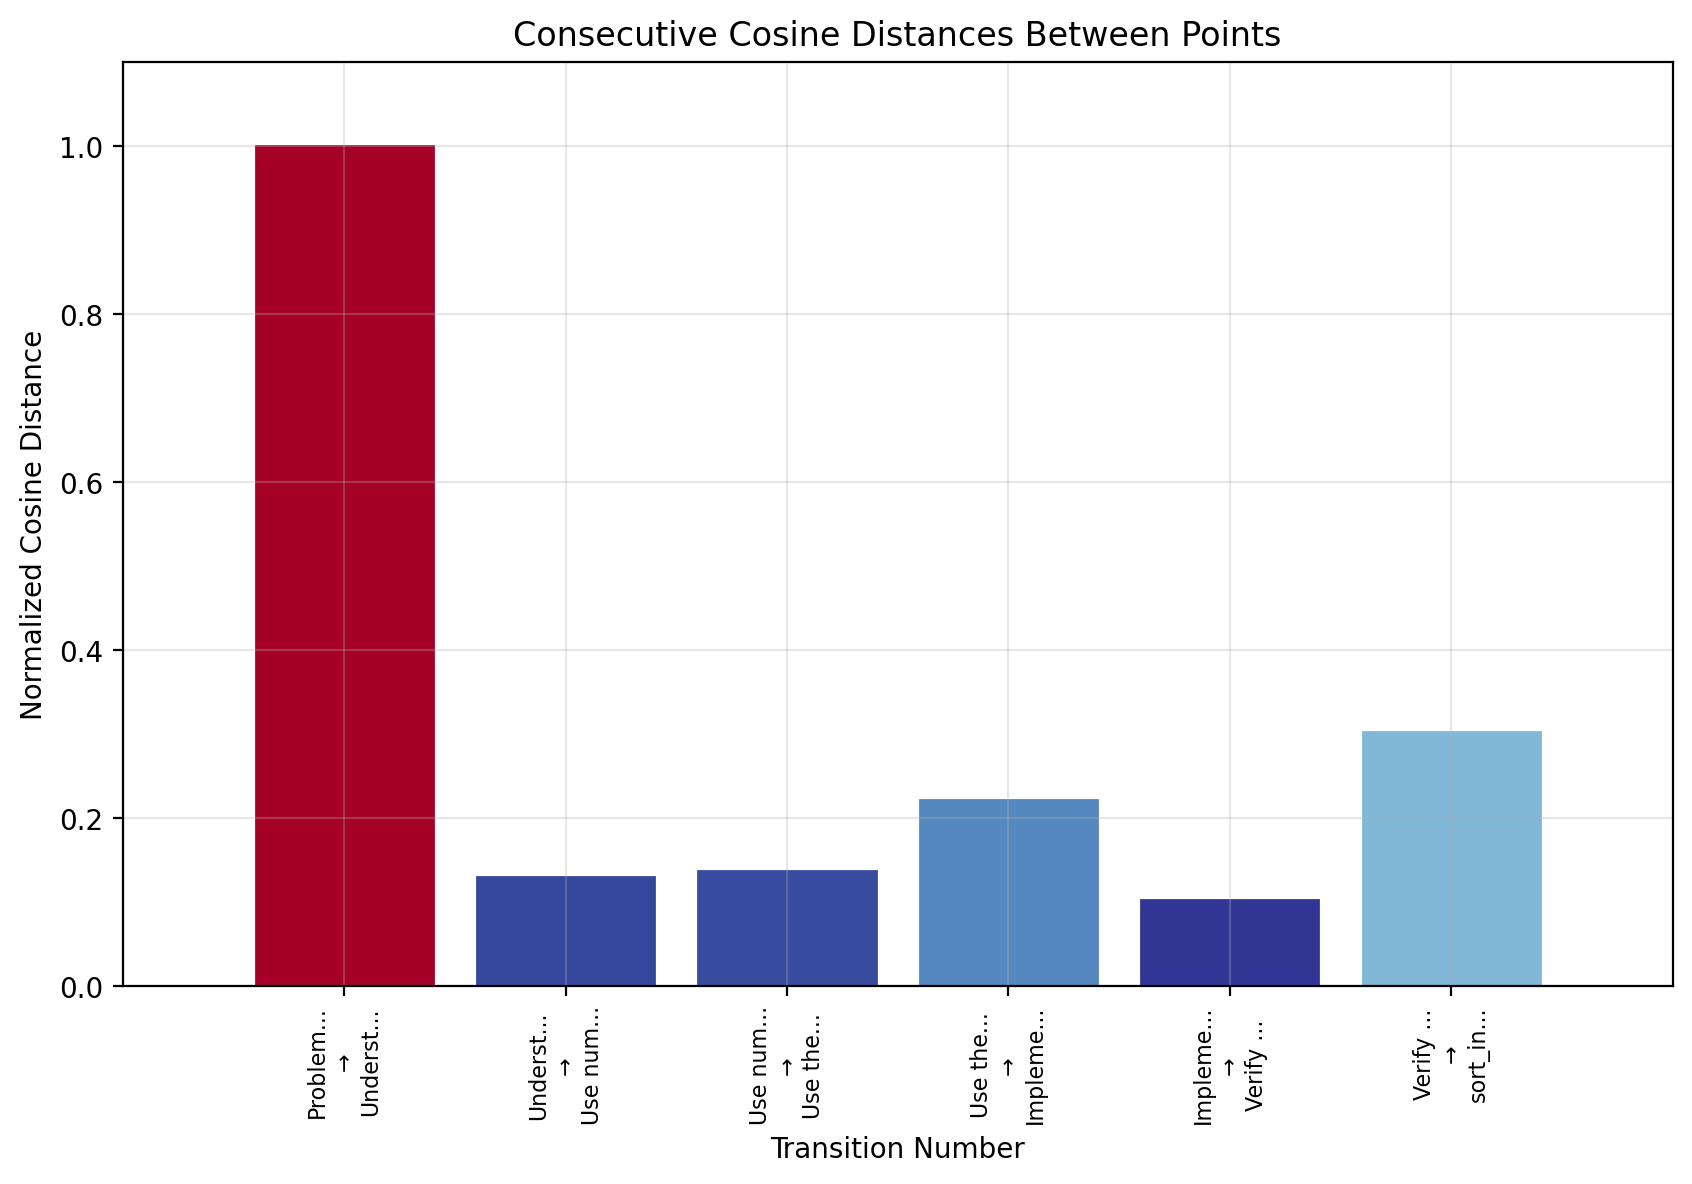 Consecutive Cosine Distances Between Points
Normalized Cosine Distance
1.0
0.8
0.6
0.4
0.2
0.0
Problem...
→
Underst...
Underst...
→
Use num...
Use num...
→
Use the...
Use the...
→
Impleme...
Impleme...
→
Verify ...
Verify ...
→
sort_in...
Transition Number